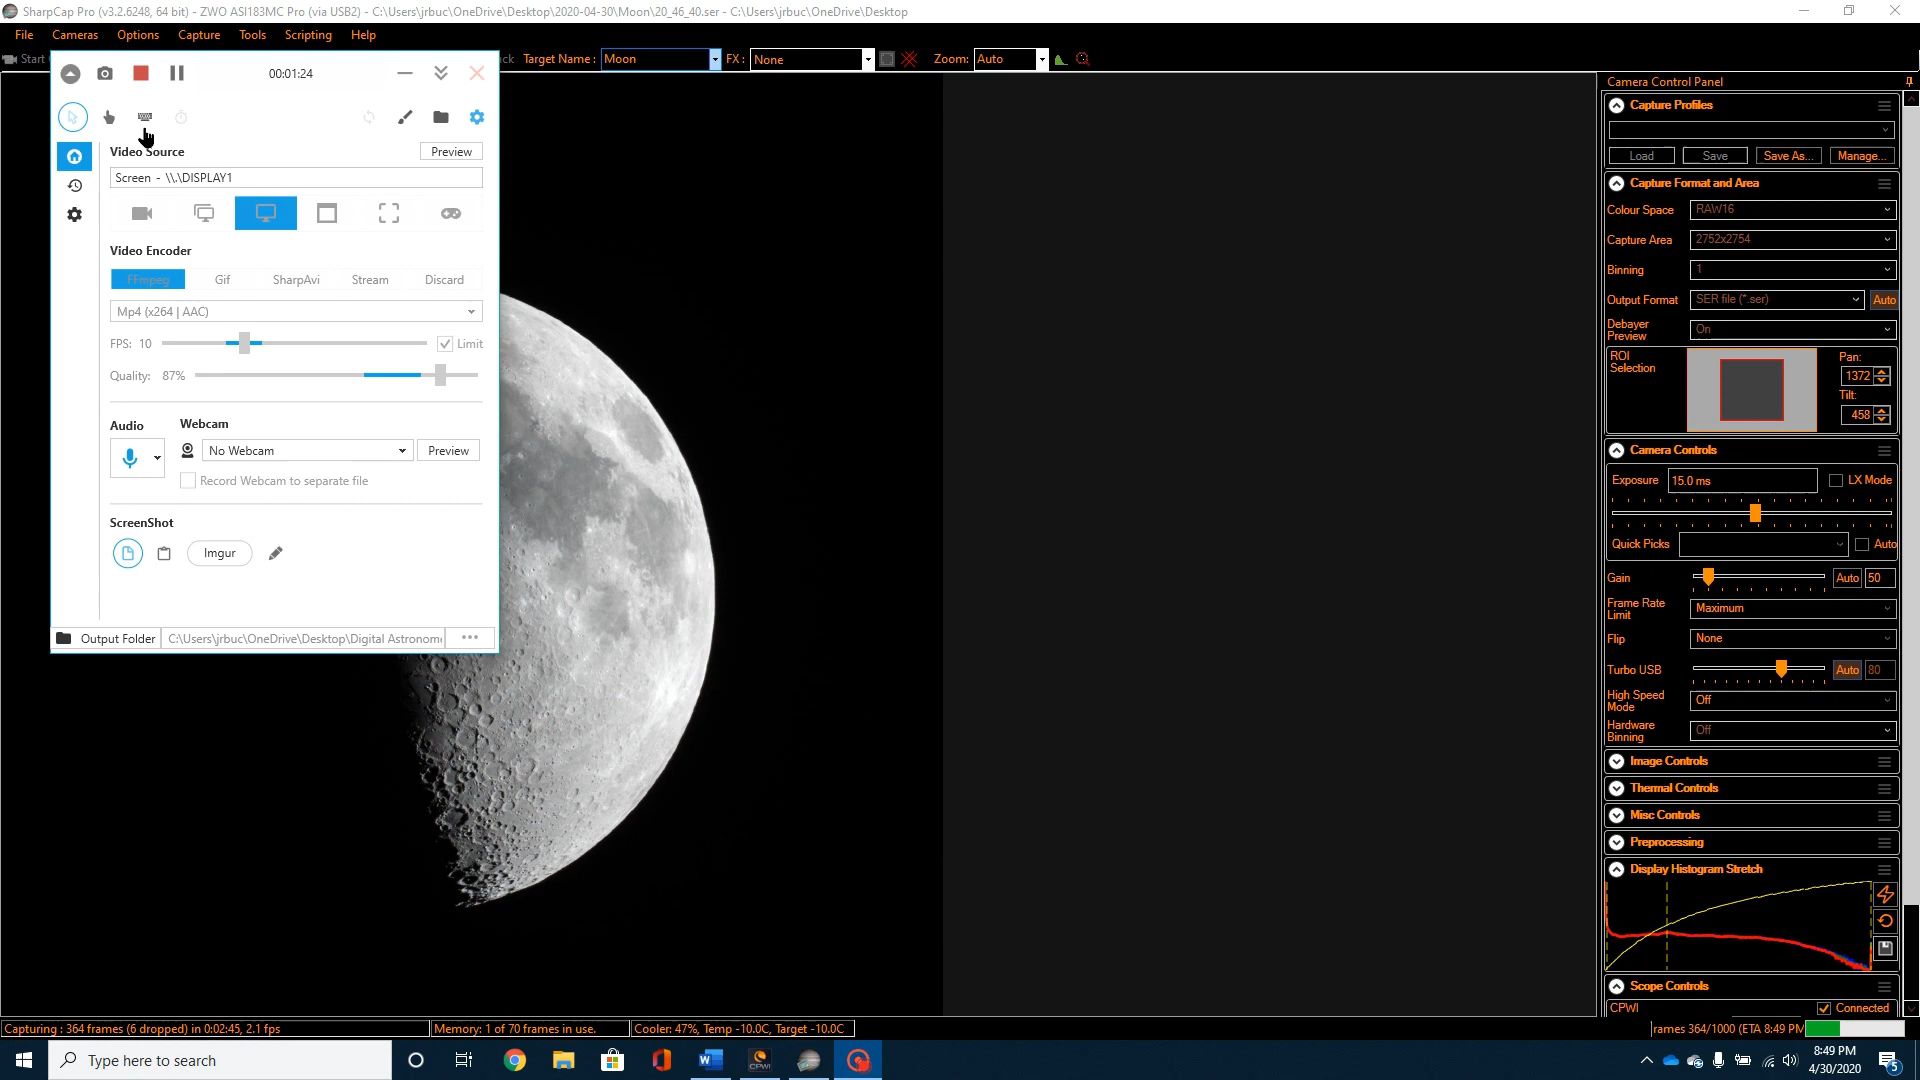 SharpCap Pro (v3.2.6248, 64 bit) - ZWO ASI183MC Pro (via USB2) - C:\Users\jrbuc\OneDrive\Desktop\2020-04-30\Moon\20_46_40.ser - C:\Users\jrbuc\OneDrive\Desktop
File Cameras Options Capture Tools Scripting Help
Start
Target Name : Moon FX : None Zoom: Auto
00:01:24
Video Source Preview
Screen - \\.\DISPLAY1
Video Encoder
FFmpeg Gif SharpAvi Stream Discard
Mp4 (x264 | AAC)
FPS: 10 Limit
Quality: 87%
Audio Webcam
No Webcam Preview
Record Webcam to separate file
ScreenShot
Imgur
Output Folder C:\Users\jrbuc\OneDrive\Desktop\Digital Astronom ...
Camera Control Panel
Capture Profiles
Load Save Save As... Manage...
Capture Format and Area
Colour Space RAW16
Capture Area 2752x2754
Binning 1
Output Format SER file (*.ser) Auto
Debayer Preview On
ROI Selection
Pan:
1372
Tilt:
458
Camera Controls
Exposure 15.0 ms LX Mode
Quick Picks Auto
Gain Auto 50
Frame Rate Limit Maximum
Flip None
Turbo USB Auto 80
High Speed Mode Off
Hardware Binning Off
Image Controls
Thermal Controls
Misc Controls
Preprocessing
Display Histogram Stretch
Scope Controls
CPWI Connected
Capturing : 364 frames (6 dropped) in 0:02:45, 2.1 fps
Memory: 1 of 70 frames in use.
Cooler: 47%, Temp -10.0C, Target -10.0C
rames 364/1000 (ETA 8:49 PM
Type here to search
W
CPWI
8:49 PM
4/30/2020
5